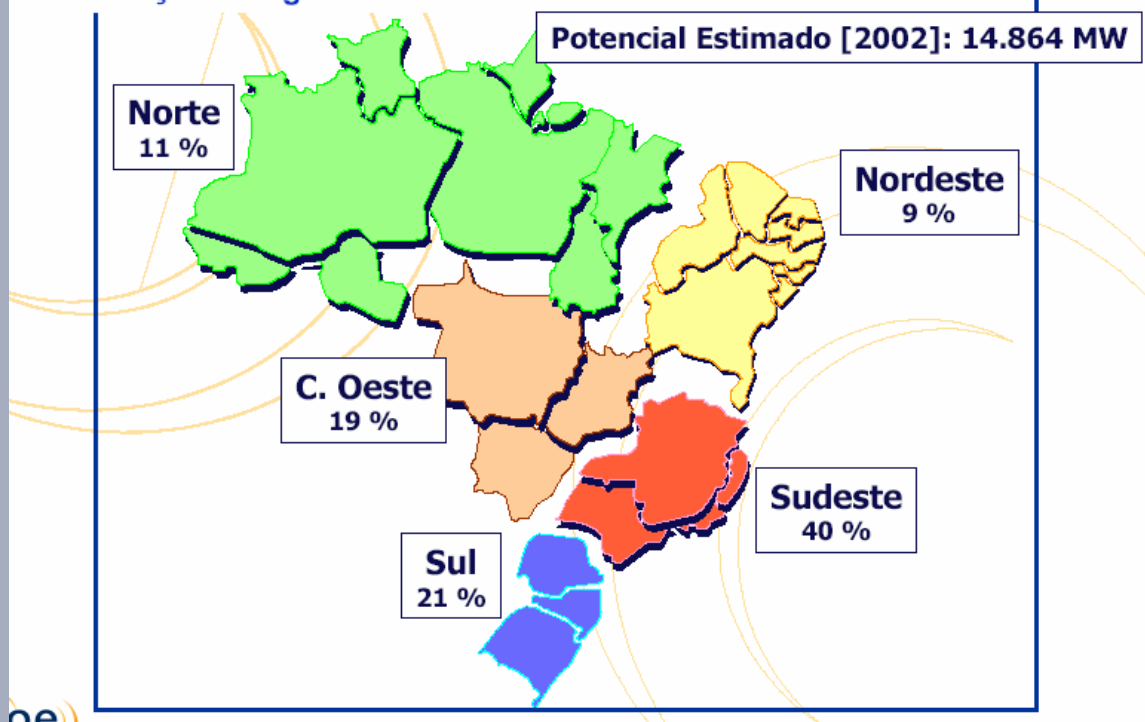 Potencial Estimado [2002]: 14.864 MW
Norte
11 %
Nordeste
9 %
C. Oeste
19 %
Sudeste
40 %
Sul
21 %